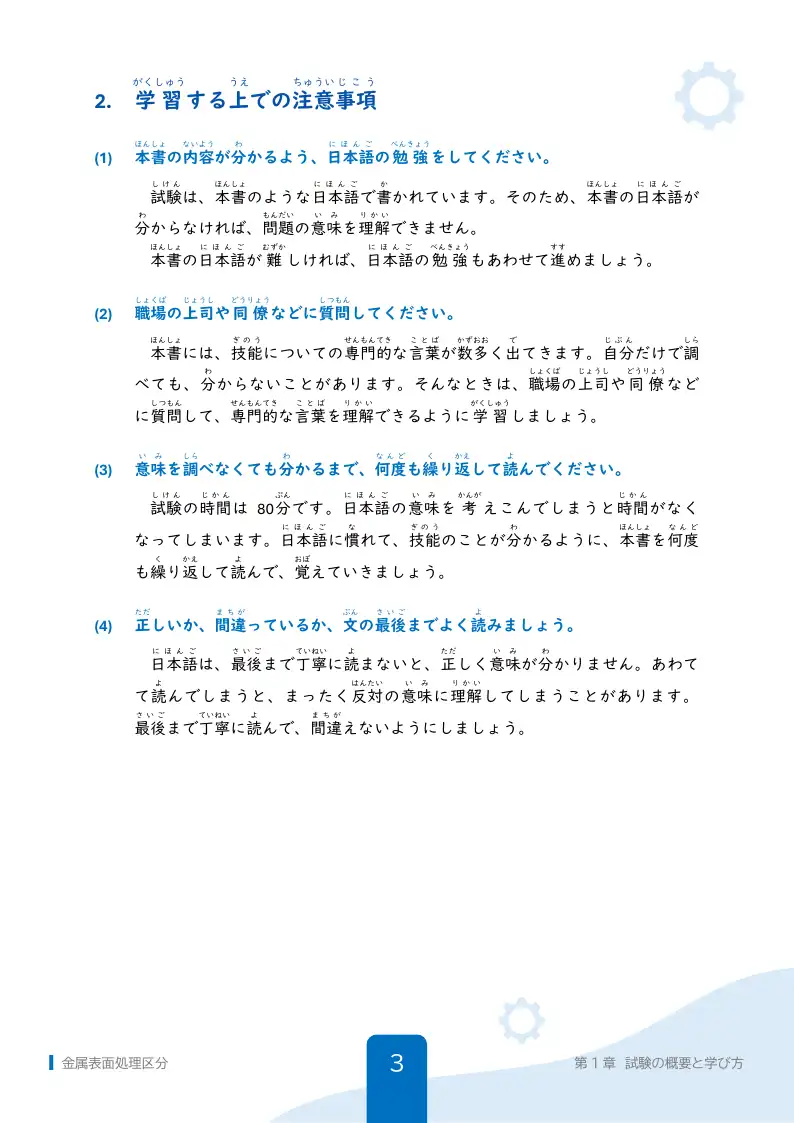 2. 学習する上での注意事項
(1) 本書の内容が分かるよう、日本語の勉強をしてください。
試験は、本書のような日本語で書かれています。そのため、本書の日本語が
分からなければ、問題の意味を理解できません。
本書の日本語が難しければ、日本語の勉強もあわせて進めましょう。
(2) 職場の上司や同僚などに質問してください。
本書には、技能についての専門的な言葉が数多く出てきます。自分だけで調
べても、分からないことがあります。そんなときは、職場の上司や同僚など
に質問して、専門的な言葉を理解できるように学習しましょう。
(3) 意味を調べなくても分かるまで、何度も繰り返して読んでください。
試験の時間は 80分です。日本語の意味を考えこんでしまうと時間がなく
なってしまいます。日本語に慣れて、技能のことが分かるように、本書を何度
も繰り返して読んで、覚えていきましょう。
(4) 正しいか、間違っているか、文の最後までよく読みましょう。
日本語は、最後まで丁寧に読まないと、正しく意味が分かりません。あわて
て読んでしまうと、まったく反対の意味に理解してしまうことがあります。
最後まで丁寧に読んで、間違えないようにしましょう。
金属表面処理区分
3
第1章 試験の概要と学び方